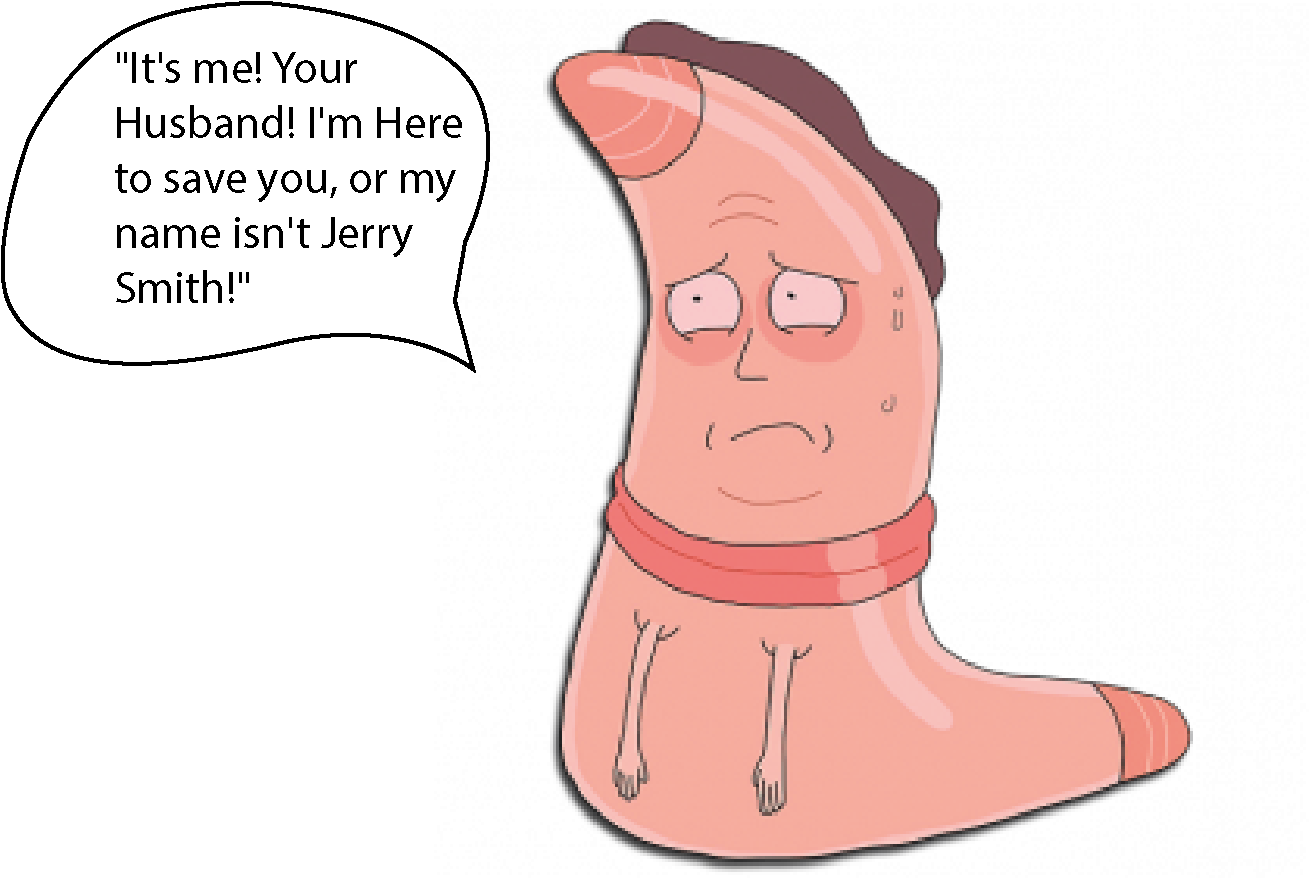 "It's me! Your
Husband! I'm Here
to save you, or my
name isn't Jerry
Smith!"